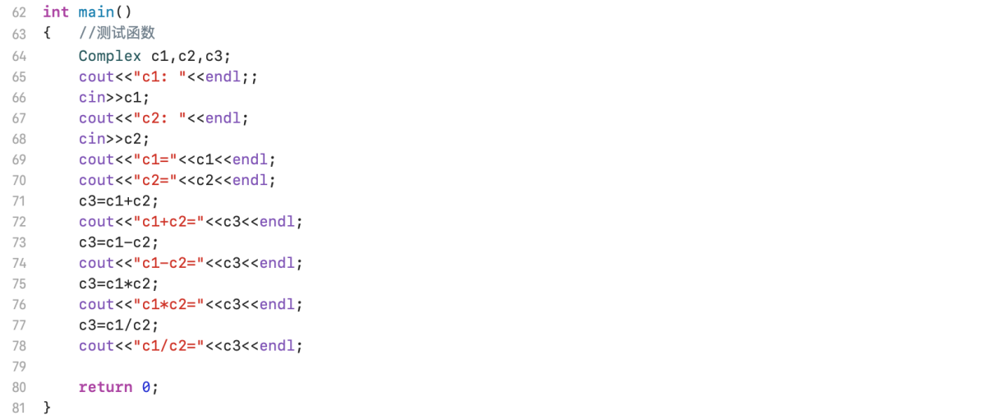 62 int main()
63 {   //测试函数
64     Complex c1,c2,c3;
65     cout<<"c1: "<<endl;;
66     cin>>c1;
67     cout<<"c2: "<<endl;
68     cin>>c2;
69     cout<<"c1="<<c1<<endl;
70     cout<<"c2="<<c2<<endl;
71     c3=c1+c2;
72     cout<<"c1+c2="<<c3<<endl;
73     c3=c1-c2;
74     cout<<"c1-c2="<<c3<<endl;
75     c3=c1*c2;
76     cout<<"c1*c2="<<c3<<endl;
77     c3=c1/c2;
78     cout<<"c1/c2="<<c3<<endl;
79
80     return 0;
81 }